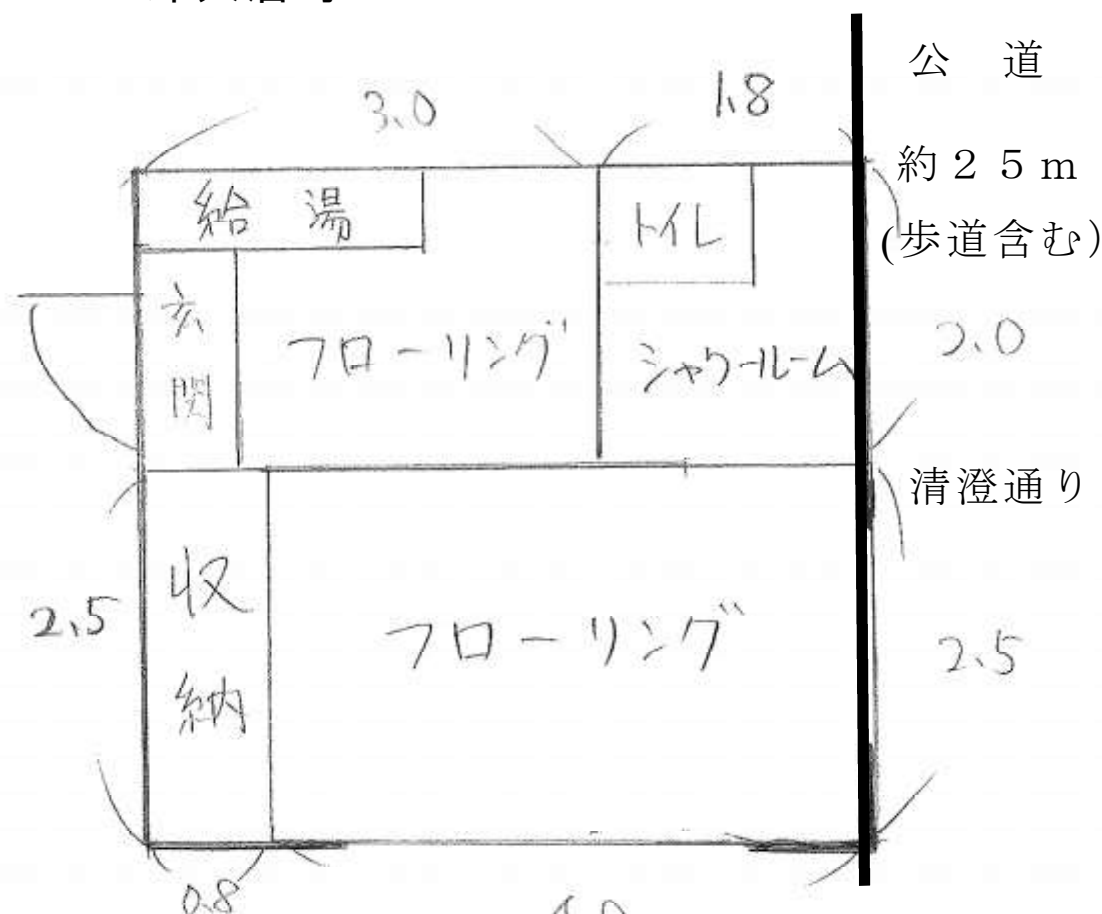 公　道
3.0
1.8
約２５ｍ
(歩道含む)
給　湯
トイレ
玄関
フローリング
シャワールーム
2.0
清澄通り
収納
フローリング
2.5
2.5
0.8